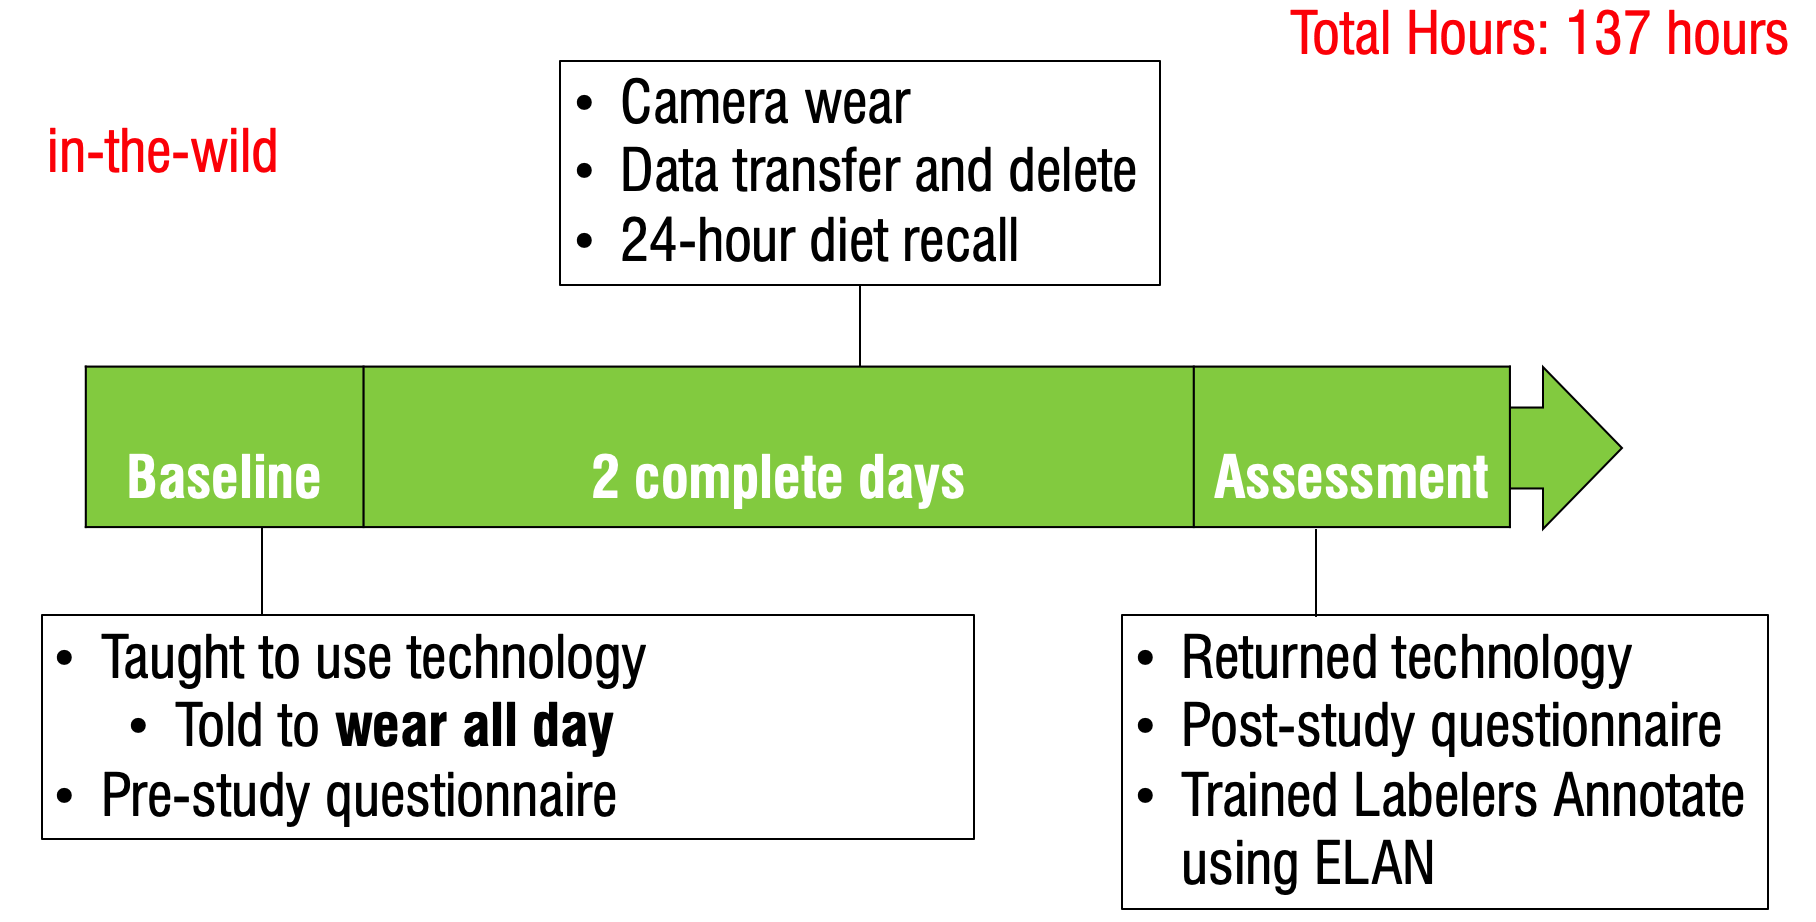 Total Hours: 137 hours
in-the-wild
• Camera wear
• Data transfer and delete
• 24-hour diet recall
Baseline
2 complete days
Assessment
• Taught to use technology
• Told to wear all day
• Pre-study questionnaire
• Returned technology
• Post-study questionnaire
• Trained Labelers Annotate
using ELAN